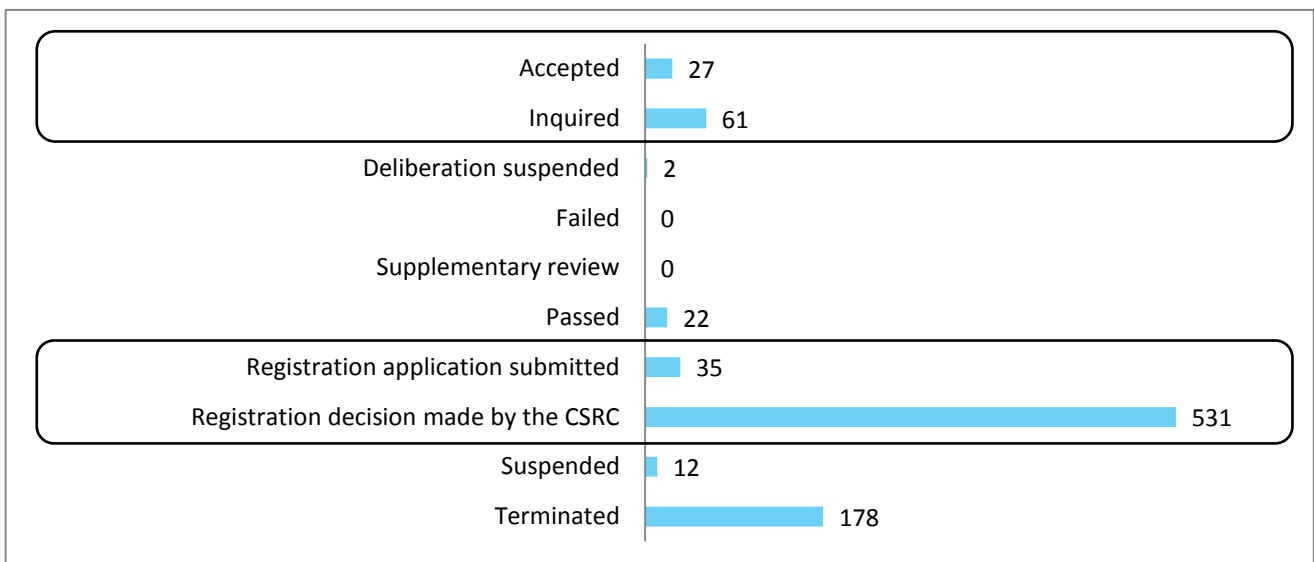 Accepted 27
Inquired 61
Deliberation suspended 2
Failed 0
Supplementary review 0
Passed 22
Registration application submitted 35
Registration decision made by the CSRC 531
Suspended 12
Terminated 178